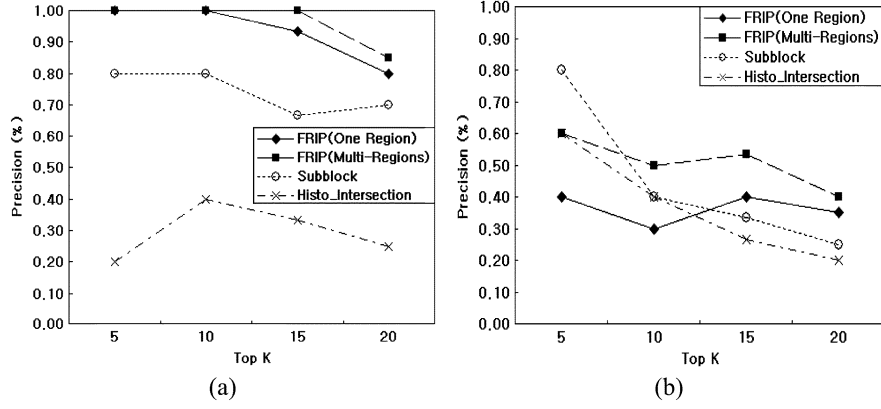 1.00
0.90
0.80
0.70
0.60
0.50
0.40
0.30
0.20
0.10
0.00
Precision (%)
5 10 15 20
Top K
FRIP(One Region)
FRIP(Multi-Regions)
Subblock
Histo_Intersection
(a)
1.00
0.90
0.80
0.70
0.60
0.50
0.40
0.30
0.20
0.10
0.00
Precision (%)
5 10 15 20
Top K
FRIP(One Region)
FRIP(Multi-Regions)
Subblock
Histo_Intersection
(b)